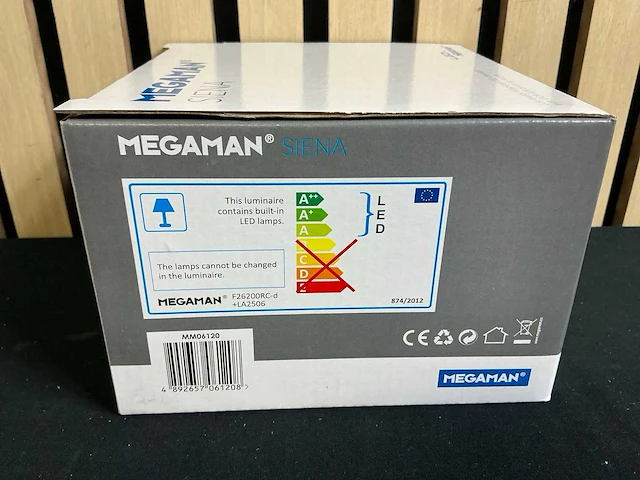 MEGAMAN®
SIENA
MEGAMAN® SIENA
This luminaire
contains built-in
LED lamps.
A++
A+
A
C
D
L
E
D
The lamps cannot be changed
in the luminaire.
MEGAMAN® F26200RC-d
+LA2506
874/2012
MM06120
4 892657 061208 >
CE
MEGAMAN®